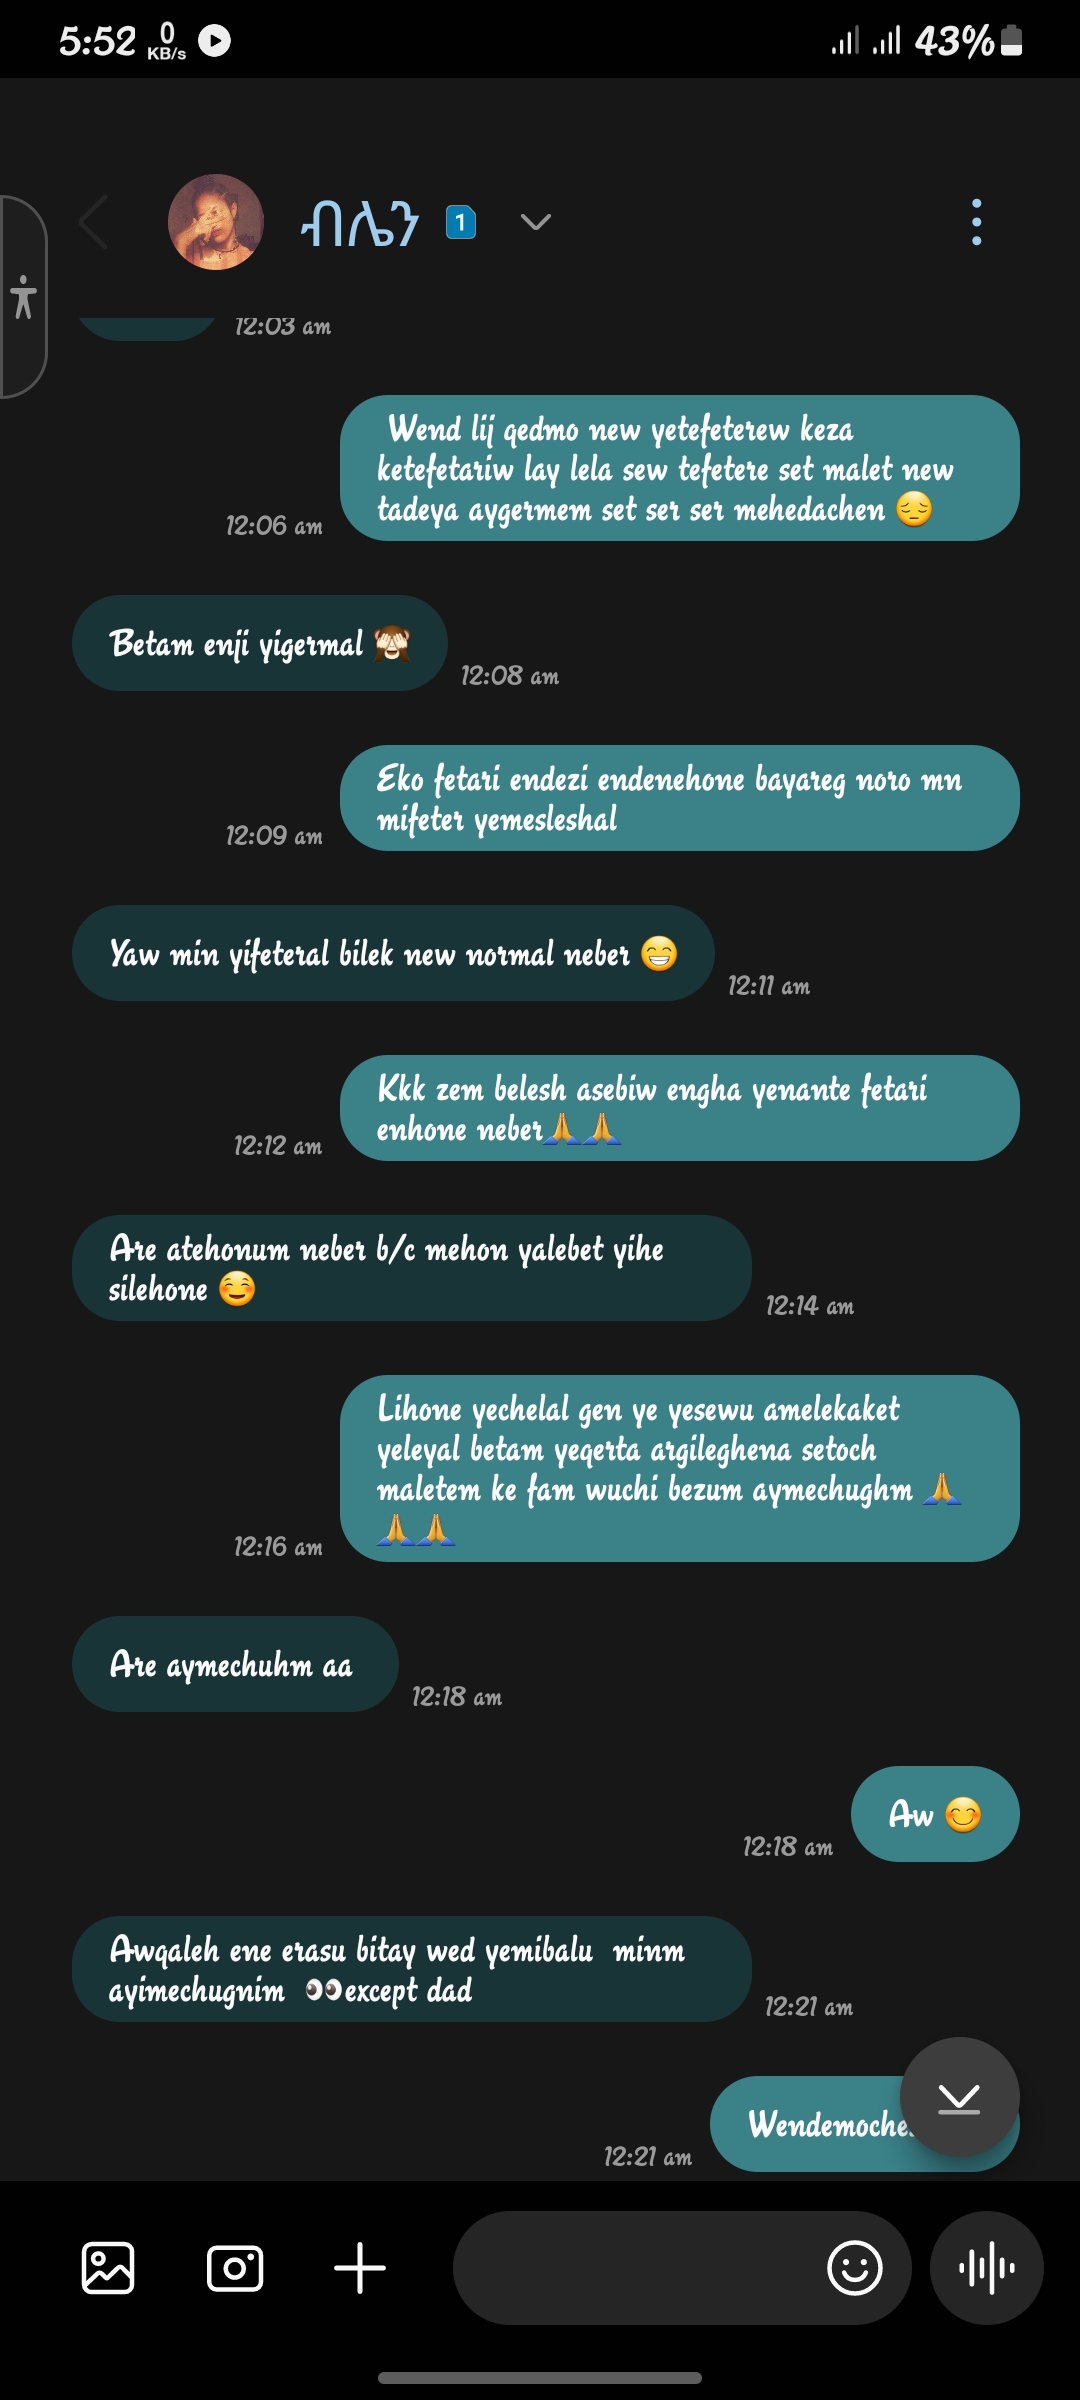 5:52 0 KB/s 43%
ብሌን 1
12:03 am
Wend lij qedmo new yetefeterew keza
ketefetariw lay lela sew tefetere set malet new
tadeya aygermem set ser ser mehedachen 😔
12:06 am
Betam enji yigermal 🙈
12:08 am
Eko fetari endezi endenehone bayareg noro mn
mifeter yemesleshal
12:09 am
Yaw min yifeteral bilek new normal neber 😁
12:11 am
Kkk zem belesh asebiw engha yenante fetari
enhone neber🙏🙏
12:12 am
Are atehonum neber b/c mehon yalebet yihe
silehone ☺️
12:14 am
Lihone yechelal gen ye yesewu amelekaket
yeleyal betam yeqerta argileghena setoch
maletem ke fam wuchi bezum aymechughm 🙏
🙏🙏
12:16 am
Are aymechuhm aa
12:18 am
Aw 😊
12:18 am
Awqaleh ene erasu bitay wed yemibalu minm
ayimechugnim 👀except dad
12:21 am
12:21 am